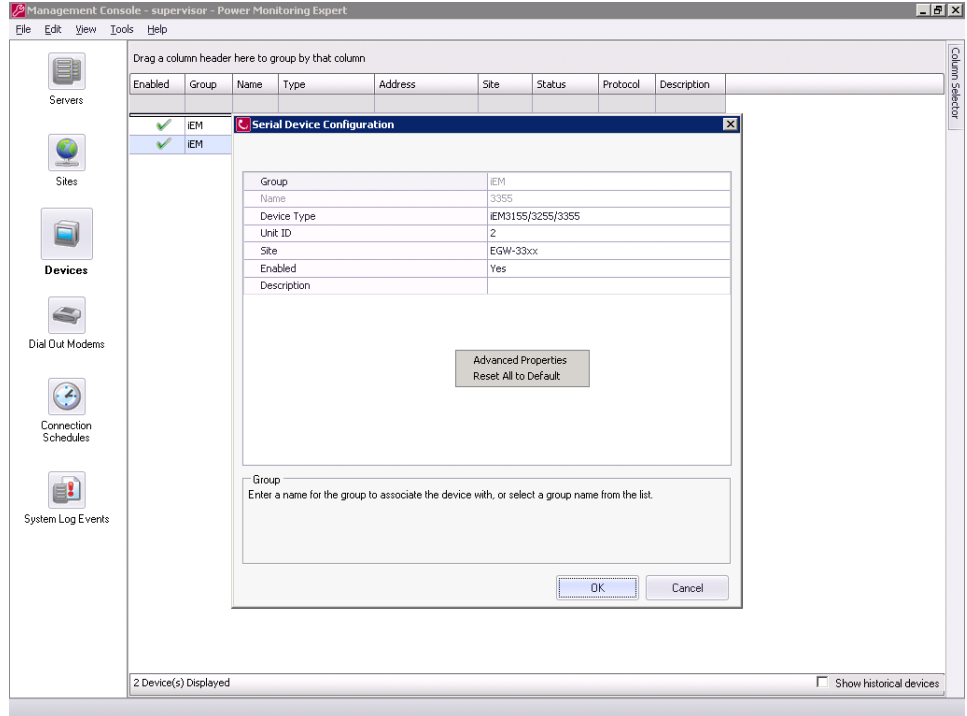 Management Console - supervisor - Power Monitoring Expert
File Edit View Tools Help
Drag a column header here to group by that column
Enabled Group Name Type Address Site Status Protocol Description
Column Selector
Servers
Sites
Devices
Dial Out Modems
Connection
Schedules
System Log Events
iEM
iEM
Serial Device Configuration
Group iEM
Name 3355
Device Type iEM3155/3255/3355
Unit ID 2
Site EGW-33xx
Enabled Yes
Description
Advanced Properties
Reset All to Default
Group
Enter a name for the group to associate the device with, or select a group name from the list.
OK Cancel
2 Device(s) Displayed Show historical devices